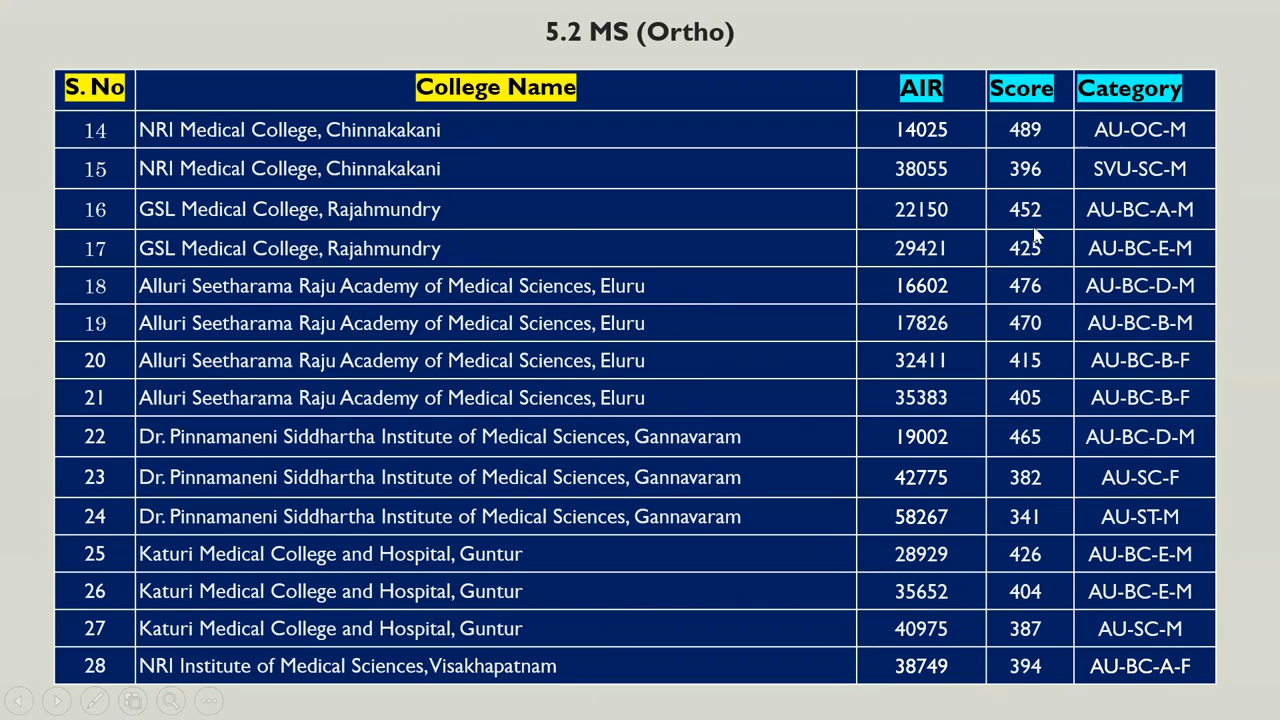 5.2 MS (Ortho)
S. No College Name AIR Score Category
14 NRI Medical College, Chinnakakani 14025 489 AU-OC-M
15 NRI Medical College, Chinnakakani 38055 396 SVU-SC-M
16 GSL Medical College, Rajahmundry 22150 452 AU-BC-A-M
17 GSL Medical College, Rajahmundry 29421 425 AU-BC-E-M
18 Alluri Seetharama Raju Academy of Medical Sciences, Eluru 16602 476 AU-BC-D-M
19 Alluri Seetharama Raju Academy of Medical Sciences, Eluru 17826 470 AU-BC-B-M
20 Alluri Seetharama Raju Academy of Medical Sciences, Eluru 32411 415 AU-BC-B-F
21 Alluri Seetharama Raju Academy of Medical Sciences, Eluru 35383 405 AU-BC-B-F
22 Dr. Pinnamaneni Siddhartha Institute of Medical Sciences, Gannavaram 19002 465 AU-BC-D-M
23 Dr. Pinnamaneni Siddhartha Institute of Medical Sciences, Gannavaram 42775 382 AU-SC-F
24 Dr. Pinnamaneni Siddhartha Institute of Medical Sciences, Gannavaram 58267 341 AU-ST-M
25 Katuri Medical College and Hospital, Guntur 28929 426 AU-BC-E-M
26 Katuri Medical College and Hospital, Guntur 35652 404 AU-BC-E-M
27 Katuri Medical College and Hospital, Guntur 40975 387 AU-SC-M
28 NRI Institute of Medical Sciences, Visakhapatnam 38749 394 AU-BC-A-F